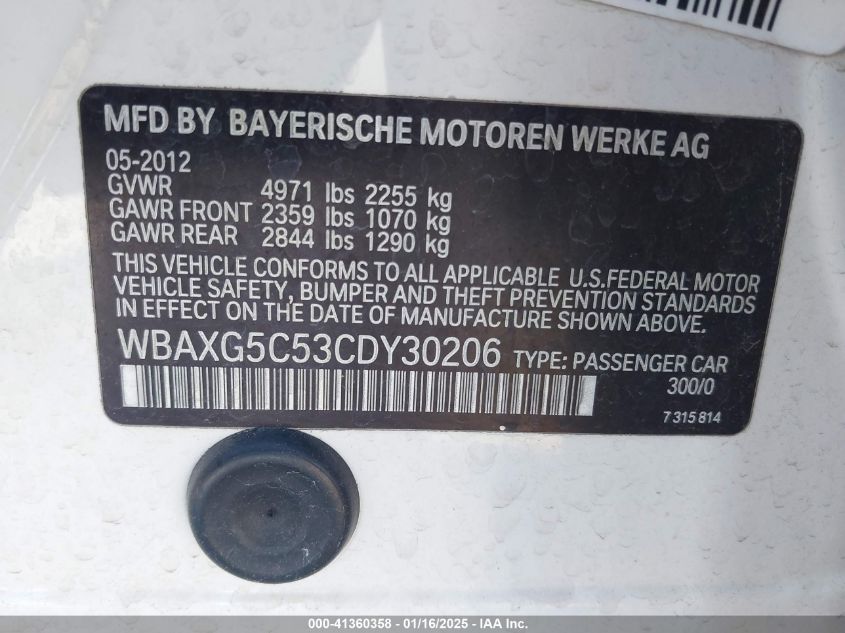 MFD BY BAYERISCHE MOTOREN WERKE AG
05-2012
GVWR 4971 lbs 2255 kg
GAWR FRONT 2359 lbs 1070 kg
GAWR REAR 2844 lbs 1290 kg
THIS VEHICLE CONFORMS TO ALL APPLICABLE U.S.FEDERAL MOTOR
VEHICLE SAFETY, BUMPER AND THEFT PREVENTION STANDARDS
IN EFFECT ON THE DATE OF MANUFACTURE SHOWN ABOVE.
WBAXG5C53CDY30206 TYPE: PASSENGER CAR
300/0
7 315 814
000-41360358 - 01/16/2025 - IAA Inc.